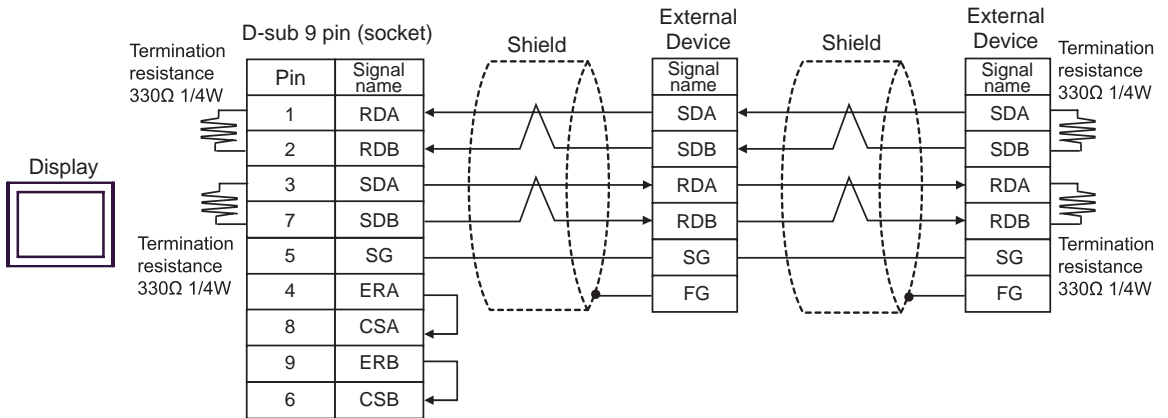 Display
Termination
resistance
330Ω 1/4W
Termination
resistance
330Ω 1/4W
D-sub 9 pin (socket)
Pin Signal name
1 RDA
2 RDB
3 SDA
7 SDB
5 SG
4 ERA
8 CSA
9 ERB
6 CSB
Shield
External
Device
Signal
name
SDA
SDB
RDA
RDB
SG
FG
Shield
External
Device
Signal
name
SDA
SDB
RDA
RDB
SG
FG
Termination
resistance
330Ω 1/4W
Termination
resistance
330Ω 1/4W